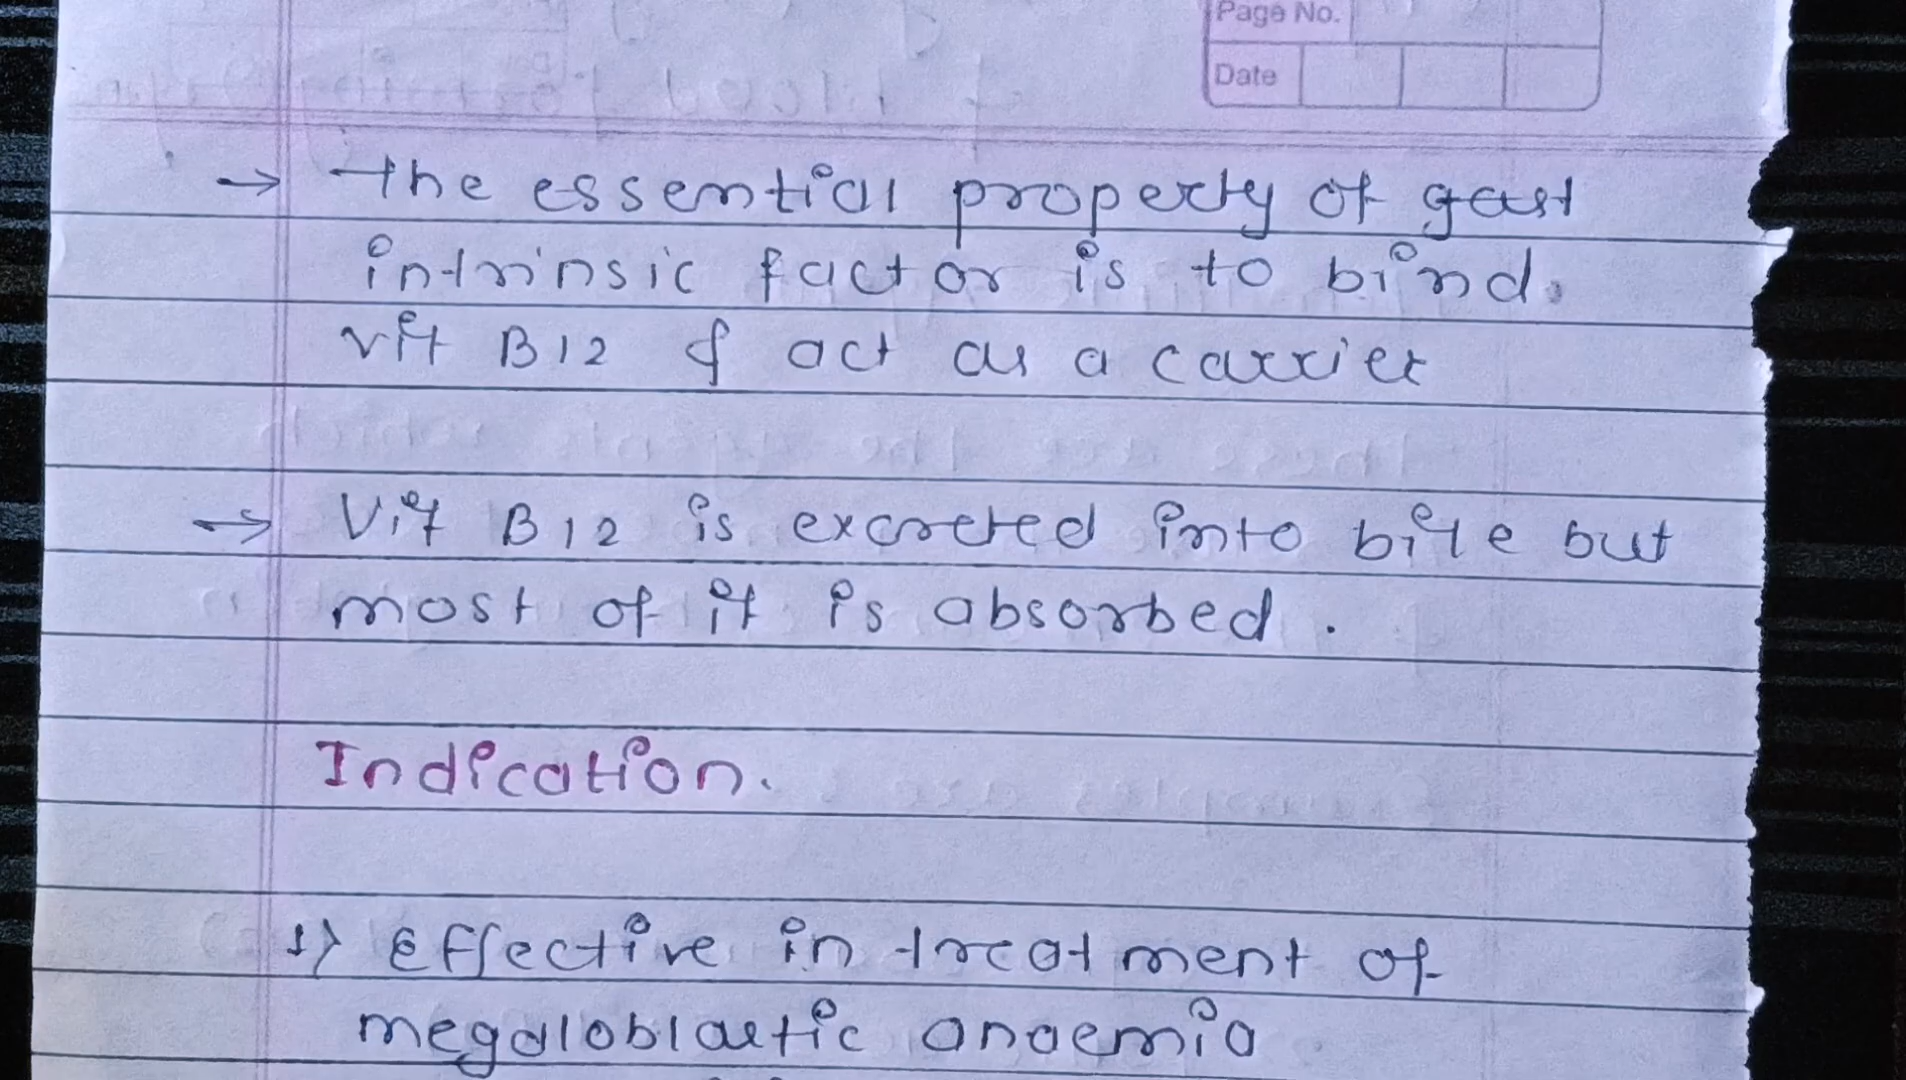 Page No.
Date
→ The essential property of gast
intrinsic factor is to bind.
vit B12 & act as a carrier
→ Vit B12 is excreted into bile but
most of it is absorbed.
Indication.
1) Effective in treatment of
megaloblastic anaemia